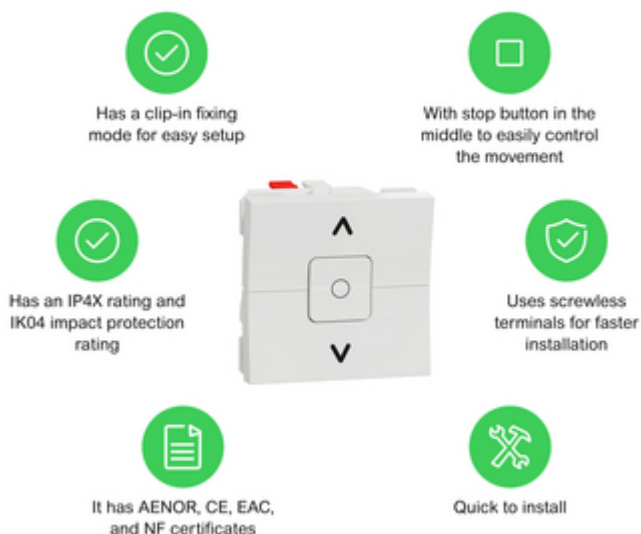 Has a clip-in fixing
mode for easy setup
With stop button in the
middle to easily control
the movement
Has an IP4X rating and
IK04 impact protection
rating
Uses screwless
terminals for faster
installation
It has AENOR, CE, EAC,
and NF certificates
Quick to install